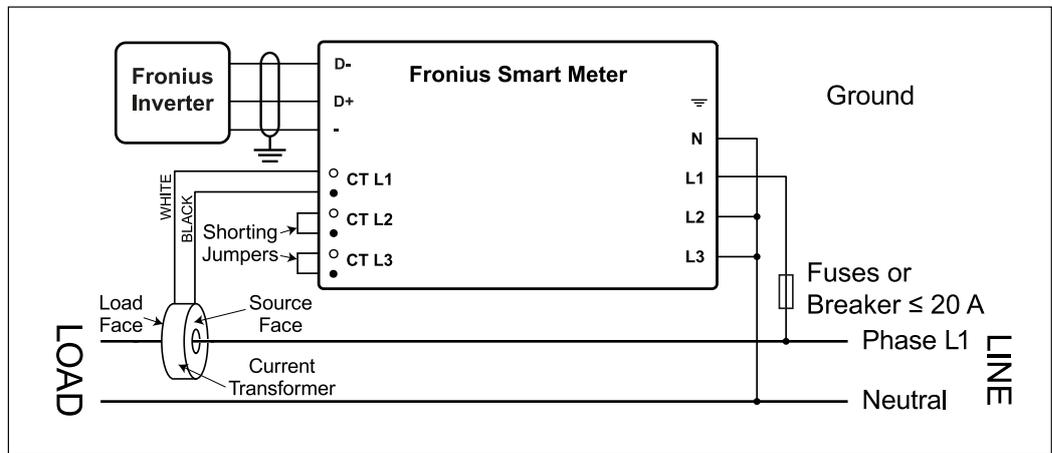 Fronius
Inverter
D-
D+
-
Fronius Smart Meter
Ground
N
L1
L2
L3
CT L1
CT L2
CT L3
WHITE
BLACK
Shorting
Jumpers
Load
Face
Source
Face
Current
Transformer
Fuses or
Breaker ≤ 20 A
Phase L1
Neutral
LOAD
LINE